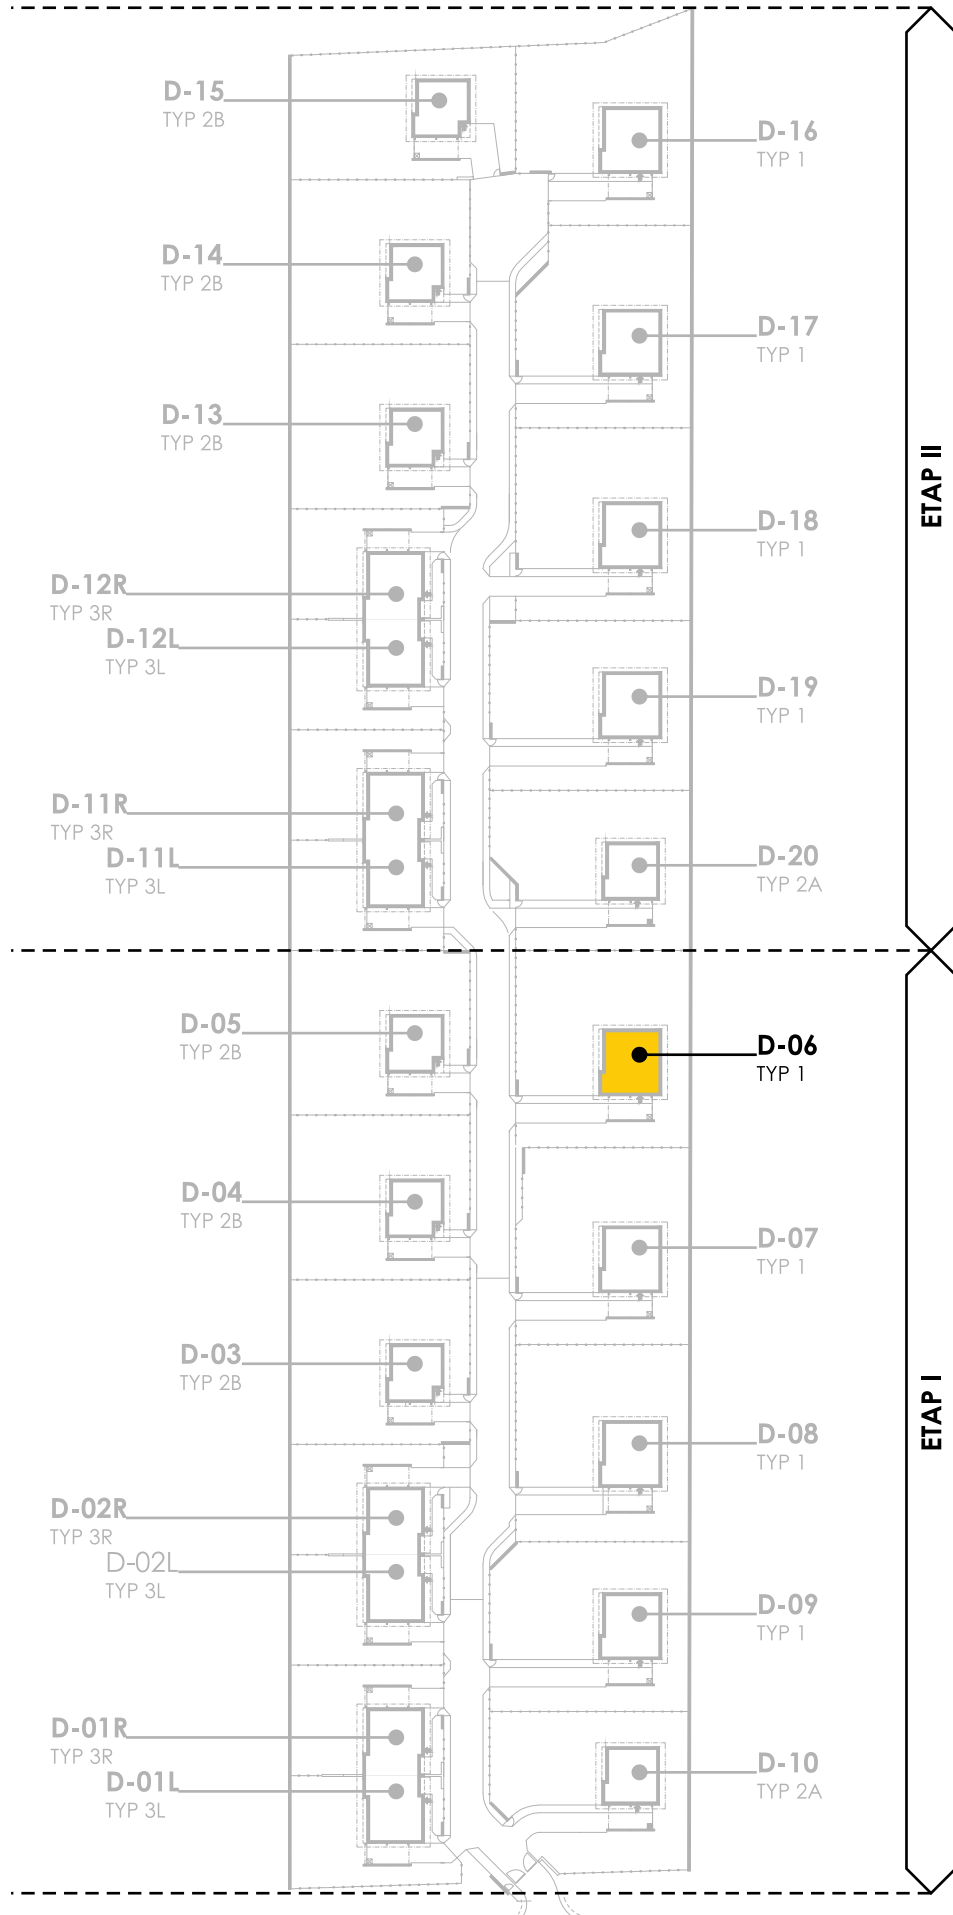 D-15
TYP 2B
D-16
TYP 1
D-14
TYP 2B
D-17
TYP 1
D-13
TYP 2B
ETAP II
D-18
TYP 1
D-12R
TYP 3R
D-12L
TYP 3L
D-19
TYP 1
D-11R
TYP 3R
D-11L
TYP 3L
D-20
TYP 2A
D-05
TYP 2B
D-06
TYP 1
D-04
TYP 2B
D-07
TYP 1
D-03
TYP 2B
ETAP I
D-08
TYP 1
D-02R
TYP 3R
D-02L
TYP 3L
D-09
TYP 1
D-01R
TYP 3R
D-01L
TYP 3L
D-10
TYP 2A